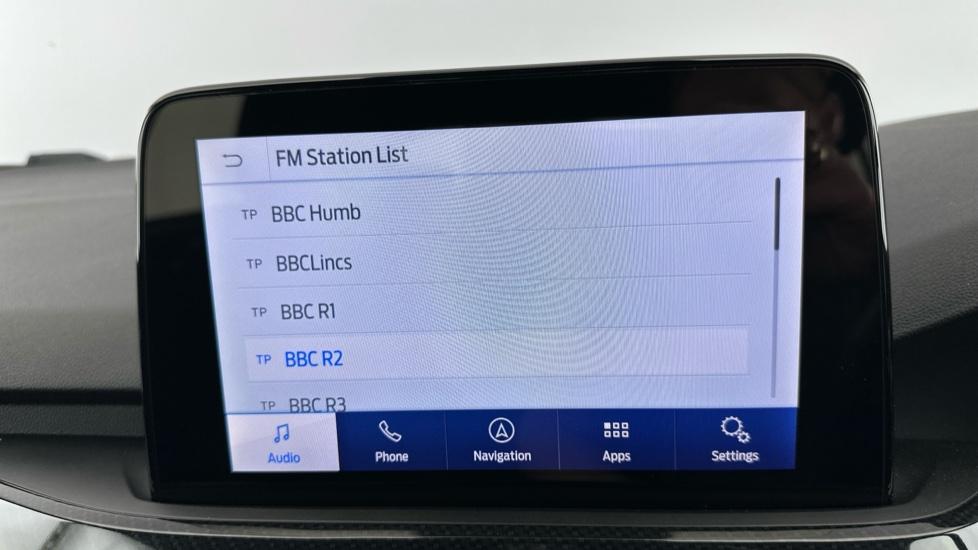 FM Station List
TP BBC Humb
TP BBCLincs
TP BBC R1
TP BBC R2
TP BBC R3
Audio Phone Navigation Apps Settings